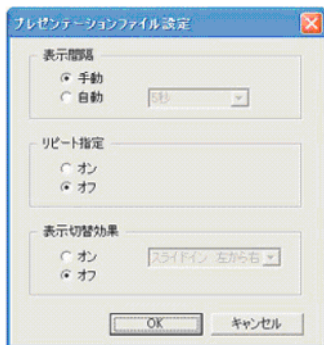 プレゼンテーションファイル設定
表示間隔
手動
自動 5秒
リピート指定
オン
オフ
表示切替効果
オン スライドイン 左から右
オフ
OK キャンセル